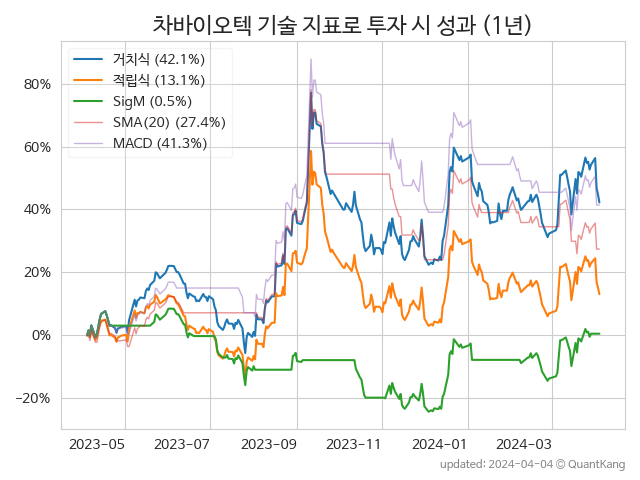 차바이오텍 기술 지표로 투자 시 성과 (1년)
거치식 (42.1%)
적립식 (13.1%)
SigM (0.5%)
SMA(20) (27.4%)
MACD (41.3%)
80%
60%
40%
20%
0%
−20%
2023-05 2023-07 2023-09 2023-11 2024-01 2024-03
updated: 2024-04-04 © QuantKang